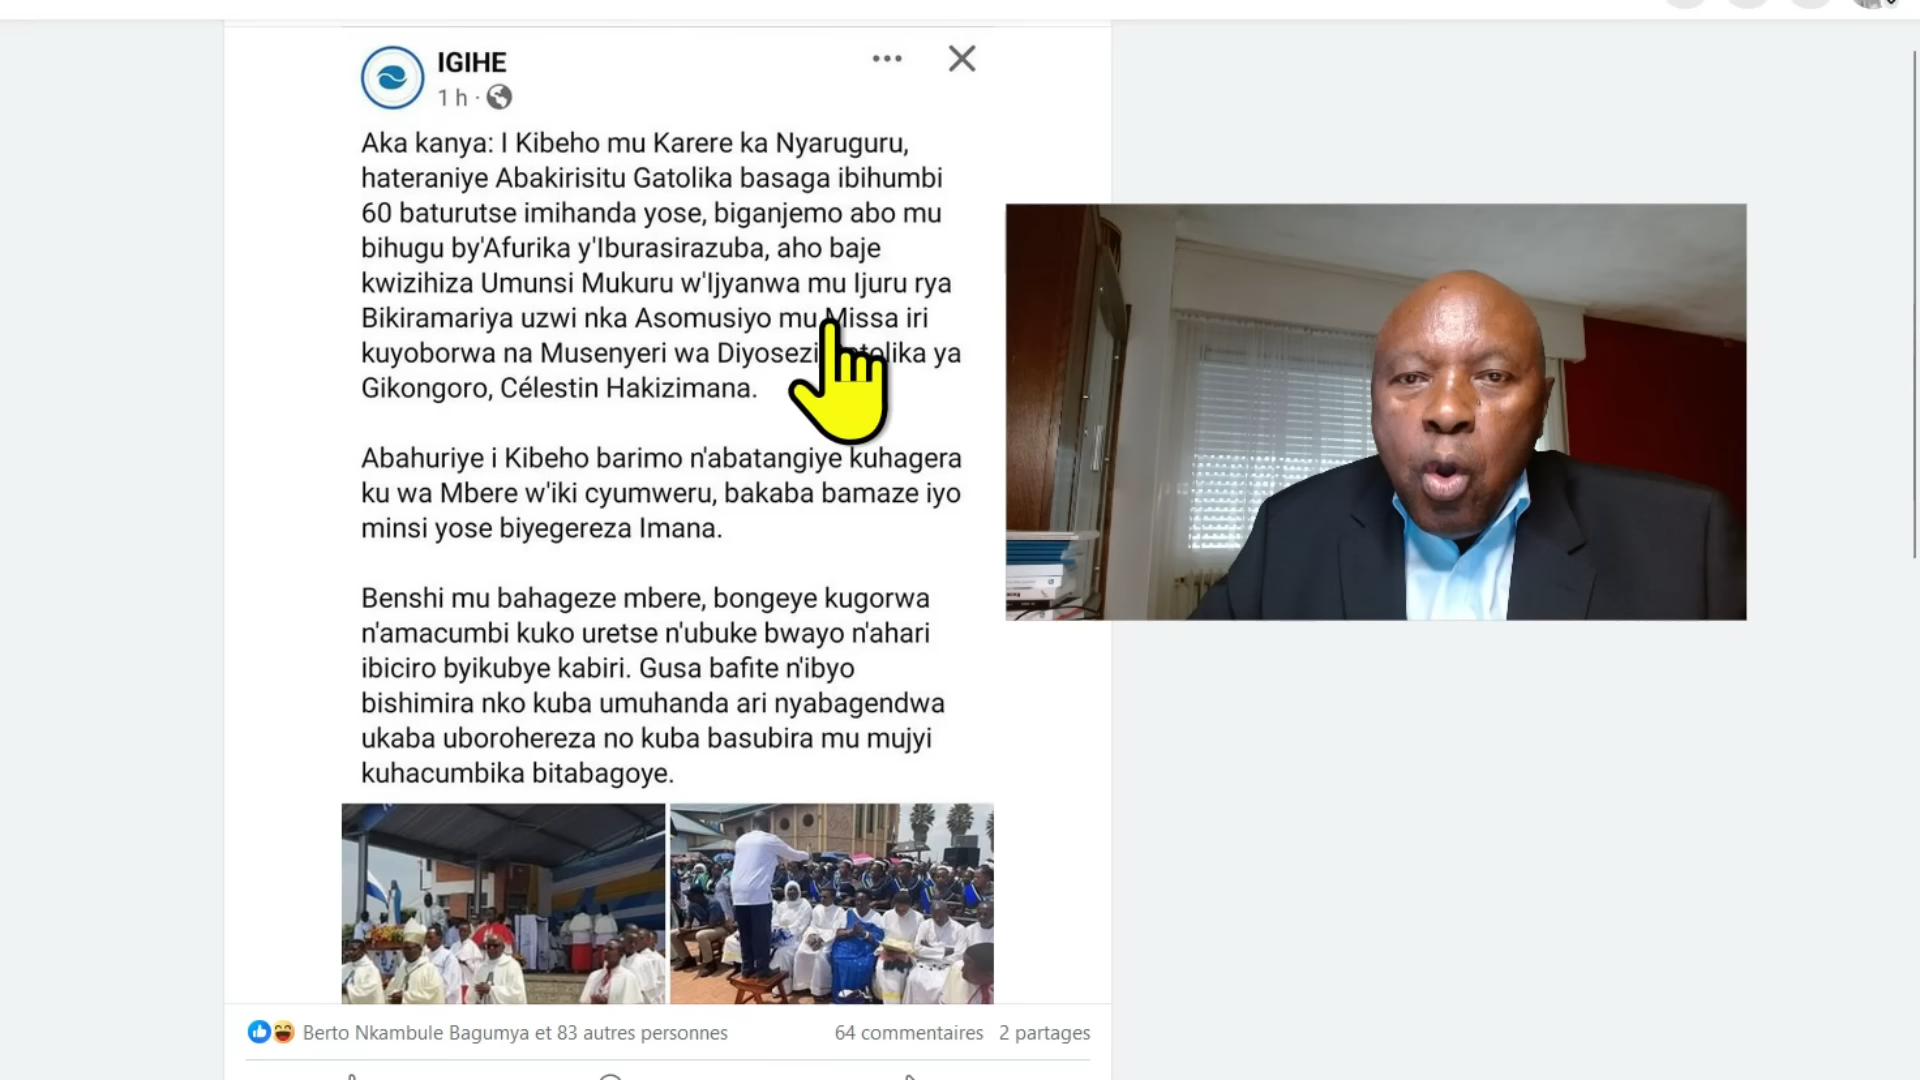 IGIHE
1 h ·
Aka kanya: I Kibeho mu Karere ka Nyaruguru,
hateraniye Abakirisitu Gatolika basaga ibihumbi
60 baturutse imihanda yose, biganjemo abo mu
bihugu by'Afurika y'Iburasirazuba, aho baje
kwizihiza Umunsi Mukuru w'Ijyanwa mu Ijuru rya
Bikiramariya uzwi nka Asomusiyo mu Missa iri
kuyoborwa na Musenyeri wa Diyosezi ya
Gikongoro, Célestin Hakizimana.
Abahuriye i Kibeho barimo n'abatangiye kuhagera
ku wa Mbere w'iki cyumweru, bakaba bamaze iyo
minsi yose biyegereza Imana.
Benshi mu bahageze mbere, bongeye kugorwa
n'amacumbi kuko uretse n'ubuke bwayo n'ahari
ibiciro byikubye kabiri. Gusa bafite n'ibyo
bishimira nko kuba umuhanda ari nyabagendwa
ukaba uborohereza no kuba basubira mu mujyi
kuhacumbika bitabagoye.
Berto Nkambule Bagumya et 83 autres personnes
64 commentaires 2 partages